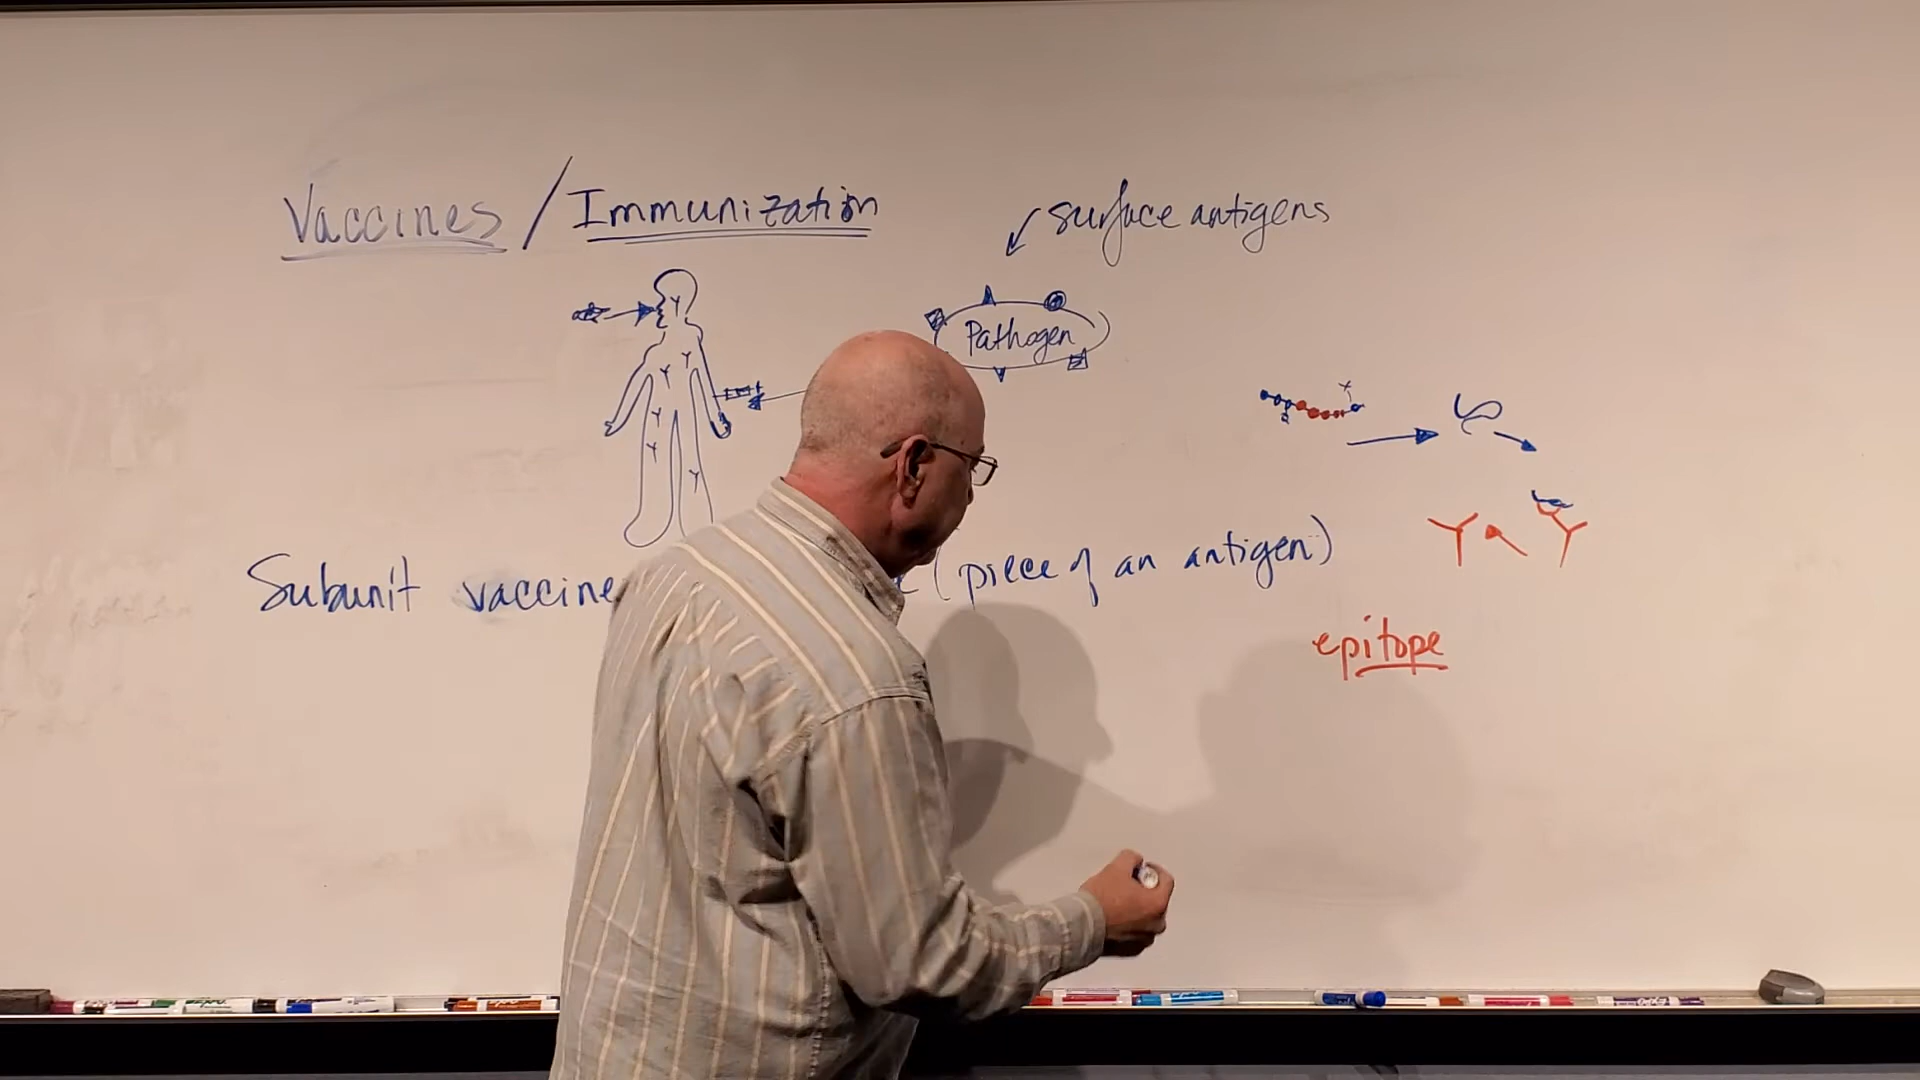 Vaccines / Immunization
surface antigens
Pathogen
Subunit vaccine (piece of an antigen)
epitope